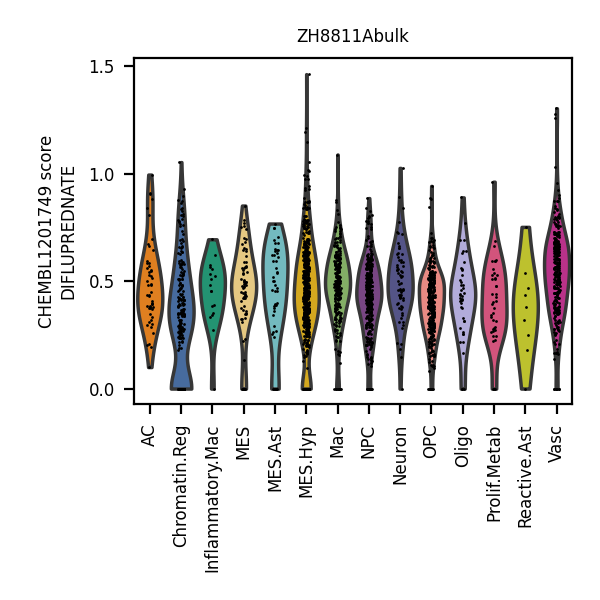 ZH8811Abulk
CHEMBL1201749 score
DIFLUPREDNATE
1.5
1.0
0.5
0.0
AC
Chromatin.Reg
Inflammatory.Mac
MES
MES.Ast
MES.Hyp
Mac
NPC
Neuron
OPC
Oligo
Prolif.Metab
Reactive.Ast
Vasc